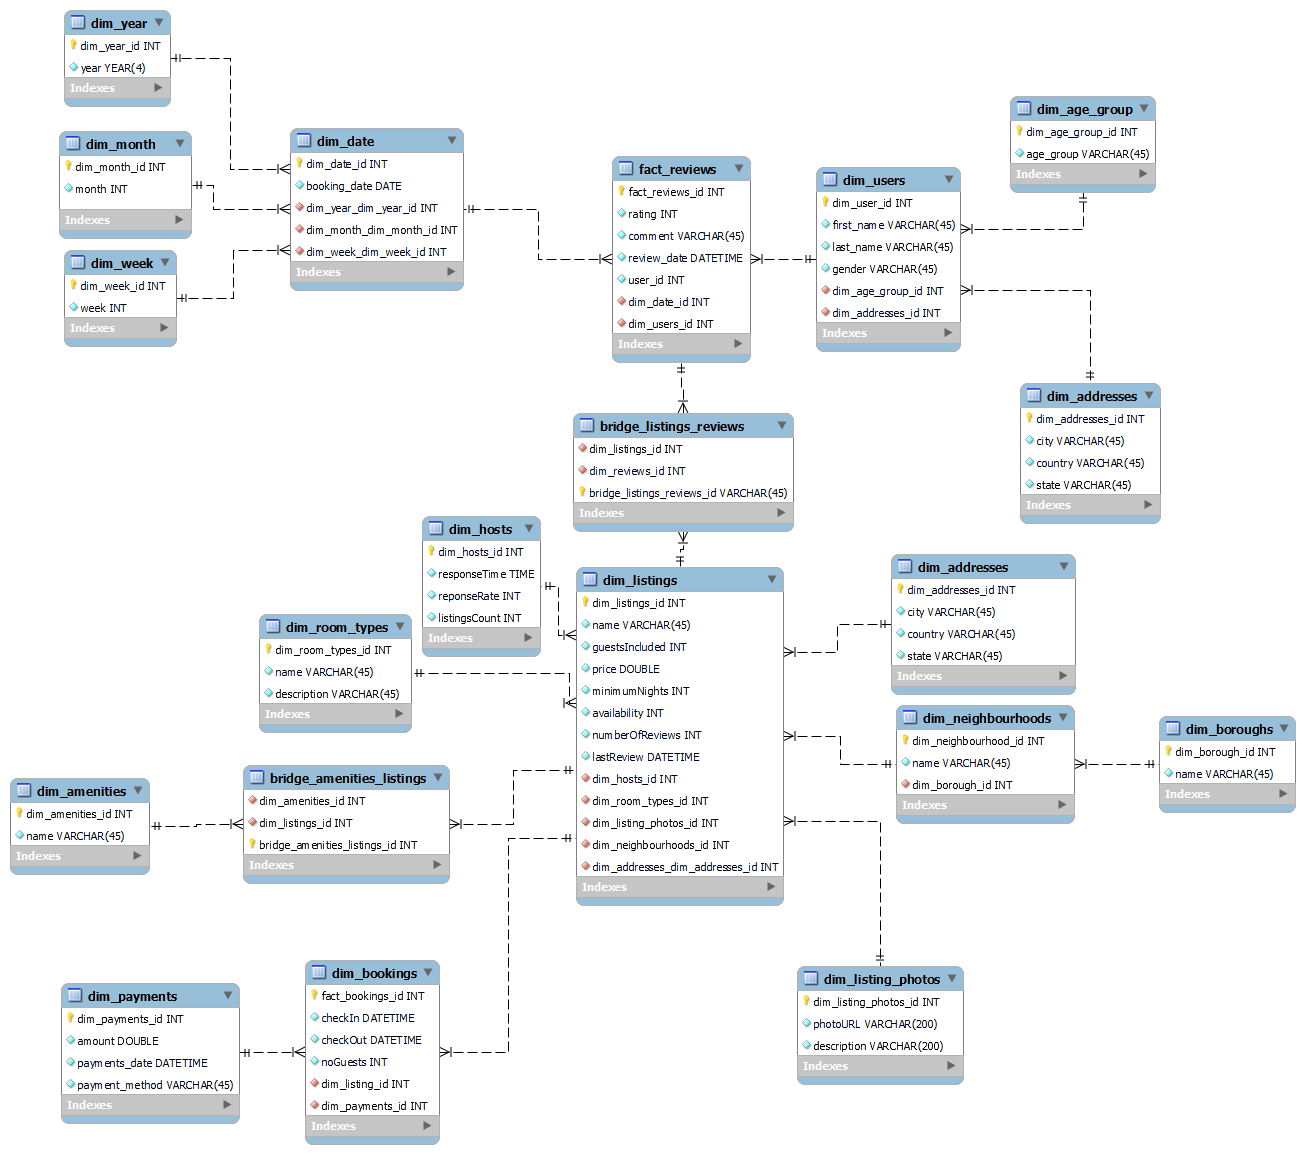 dim_year
dim_year_id INT
year YEAR(4)
Indexes
dim_month
dim_month_id INT
month INT
Indexes
dim_week
dim_week_id INT
week INT
Indexes
dim_date
dim_date_id INT
booking_date DATE
dim_year_dim_year_id INT
dim_month_dim_month_id INT
dim_week_dim_week_id INT
Indexes
fact_reviews
fact_reviews_id INT
rating INT
comment VARCHAR(45)
review_date DATETIME
user_id INT
dim_date_id INT
dim_users_id INT
Indexes
dim_users
dim_user_id INT
first_name VARCHAR(45)
last_name VARCHAR(45)
gender VARCHAR(45)
dim_age_group_id INT
dim_addresses_id INT
Indexes
dim_age_group
dim_age_group_id INT
age_group VARCHAR(45)
Indexes
dim_addresses
dim_addresses_id INT
city VARCHAR(45)
country VARCHAR(45)
state VARCHAR(45)
Indexes
bridge_listings_reviews
dim_listings_id INT
dim_reviews_id INT
bridge_listings_reviews_id VARCHAR(45)
Indexes
dim_hosts
dim_hosts_id INT
responseTime TIME
reponseRate INT
listingsCount INT
Indexes
dim_room_types
dim_room_types_id INT
name VARCHAR(45)
description VARCHAR(45)
Indexes
dim_listings
dim_listings_id INT
name VARCHAR(45)
guestsIncluded INT
price DOUBLE
minimumNights INT
availability INT
numberOfReviews INT
lastReview DATETIME
dim_hosts_id INT
dim_room_types_id INT
dim_listing_photos_id INT
dim_neighbourhoods_id INT
dim_addresses_dim_addresses_id INT
Indexes
dim_addresses
dim_addresses_id INT
city VARCHAR(45)
country VARCHAR(45)
state VARCHAR(45)
Indexes
dim_neighbourhoods
dim_neighbourhood_id INT
name VARCHAR(45)
dim_borough_id INT
Indexes
dim_boroughs
dim_borough_id INT
name VARCHAR(45)
Indexes
dim_amenities
dim_amenities_id INT
name VARCHAR(45)
Indexes
bridge_amenities_listings
dim_amenities_id INT
dim_listings_id INT
bridge_amenities_listings_id INT
Indexes
dim_payments
dim_payments_id INT
amount DOUBLE
payments_date DATETIME
payment_method VARCHAR(45)
Indexes
dim_bookings
fact_bookings_id INT
checkIn DATETIME
checkOut DATETIME
noGuests INT
dim_listing_id INT
dim_payments_id INT
Indexes
dim_listing_photos
dim_listing_photos_id INT
photoURL VARCHAR(200)
description VARCHAR(200)
Indexes